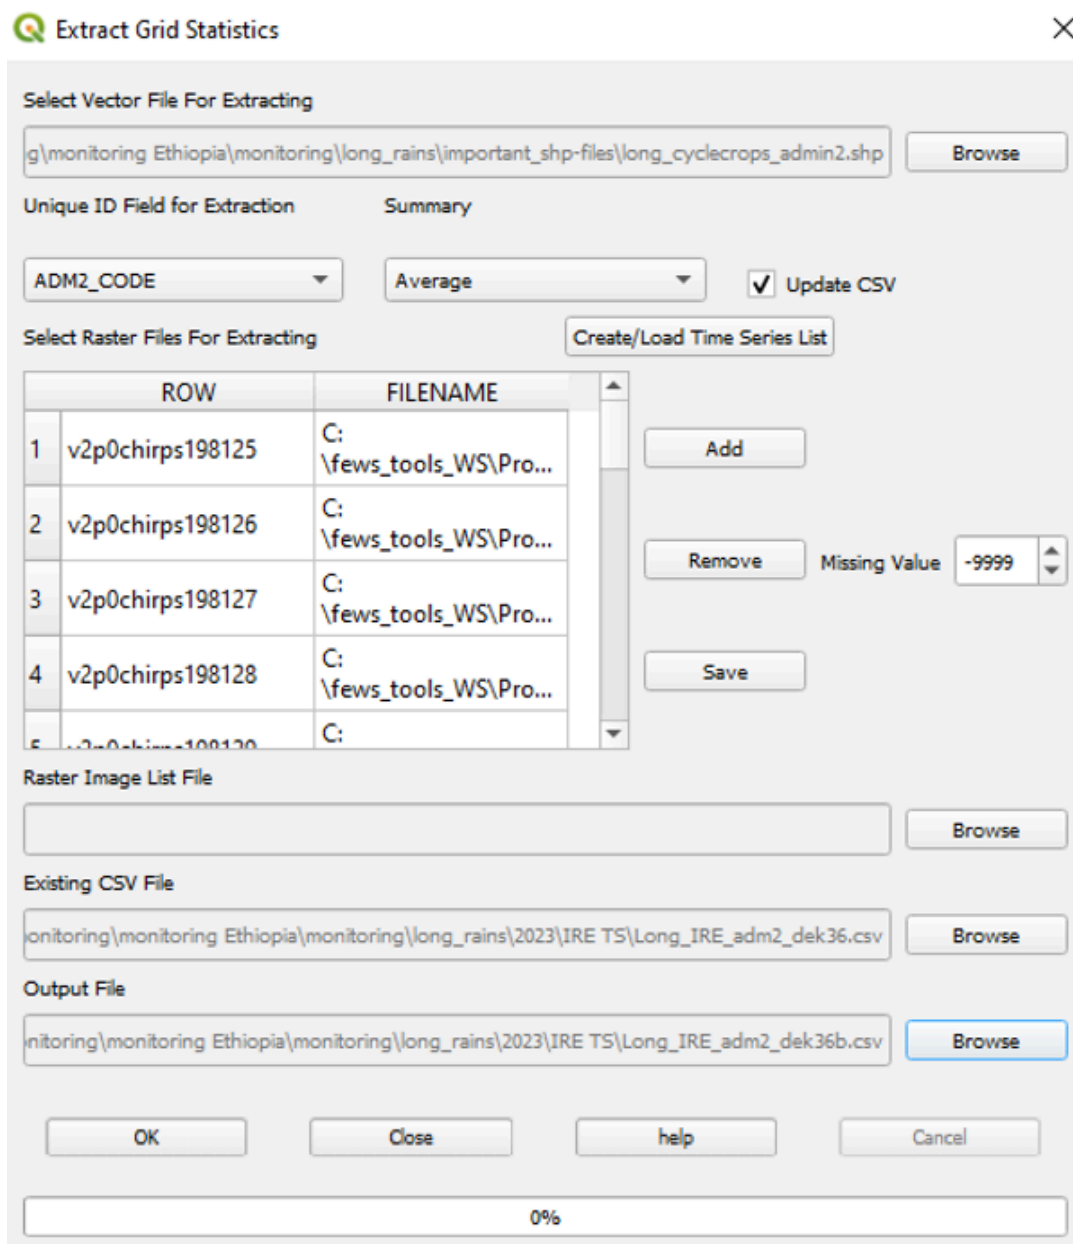 Extract Grid Statistics
Select Vector File For Extracting
g\monitoring Ethiopia\monitoring\long_rains\important_shp-files\long_cyclecrops_admin2.shp
Browse
Unique ID Field for Extraction Summary
ADM2_CODE Average Update CSV
Select Raster Files For Extracting Create/Load Time Series List
ROW FILENAME
1 v2p0chirps198125 C:
\fews_tools_WS\Pro...
Add
2 v2p0chirps198126 C:
\fews_tools_WS\Pro...
Remove Missing Value -9999
3 v2p0chirps198127 C:
\fews_tools_WS\Pro...
4 v2p0chirps198128 C:
\fews_tools_WS\Pro...
Save
5 v2p0chirps198129 C:
Raster Image List File
Browse
Existing CSV File
onitoring\monitoring Ethiopia\monitoring\long_rains\2023\IRE TS\Long_IRE_adm2_dek36.csv
Browse
Output File
nitoring\monitoring Ethiopia\monitoring\long_rains\2023\IRE TS\Long_IRE_adm2_dek36b.csv
Browse
OK Close help Cancel
0%